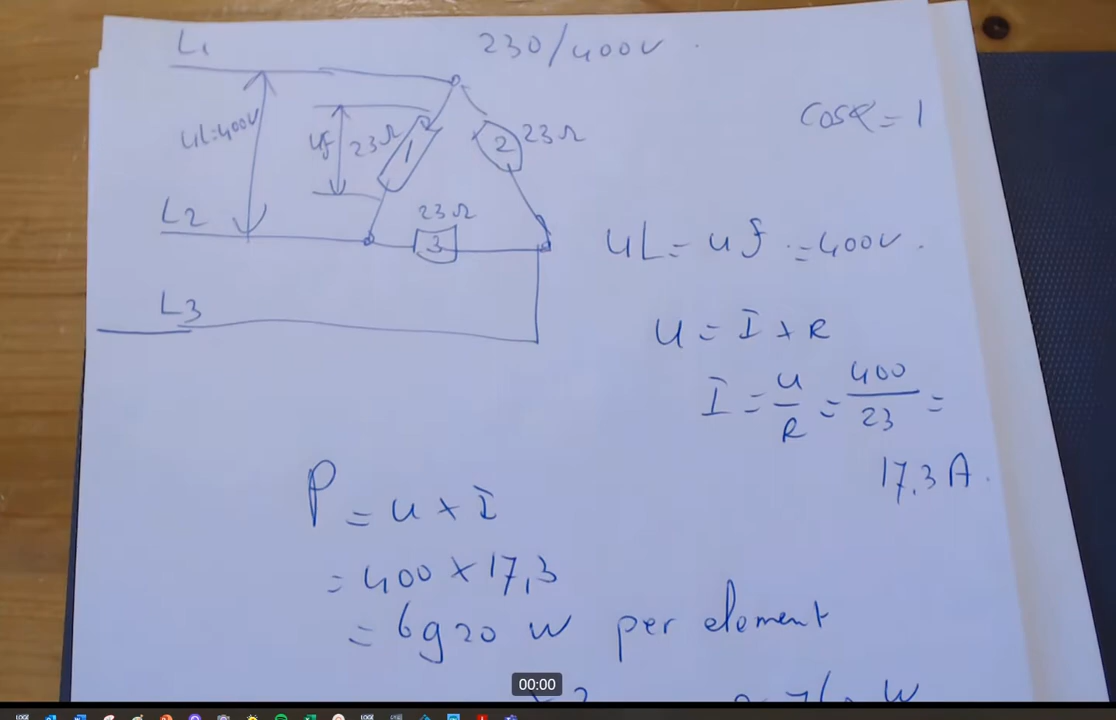 L1
230/400V.
UL=400V
Uf
23Ω
1
2
23Ω
cosφ=1
L2
23Ω
3
UL=Uf=400V.
L3
U=I×R
I=U/R=400/23=
17,3A.
P=U×I
=400×17,3
=6920 W per element
00:00